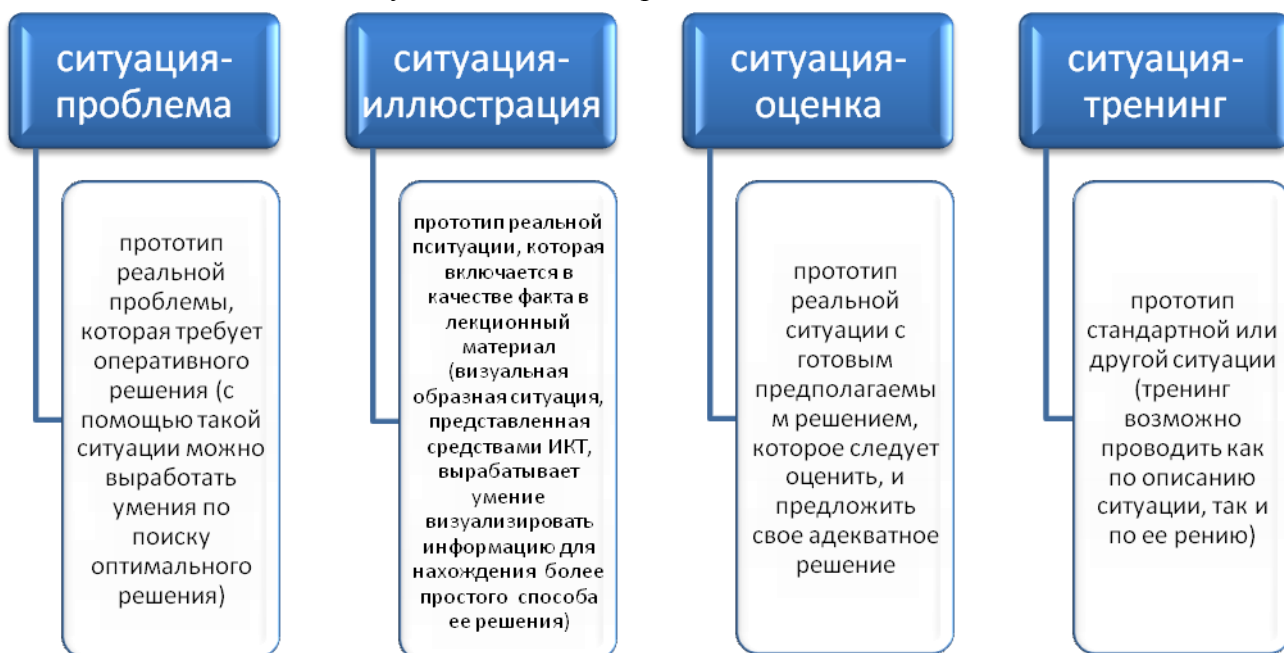 ситуация-
проблема
прототип
реальной
проблемы,
которая требует
оперативного
решения (с
помощью такой
ситуации можно
выработать
умения по
поиску
оптимального
решения)
ситуация-
иллюстрация
прототип реальной
пситуации, которая
включается в
качестве факта в
лекционный
материал
(визуальная
образная ситуация,
представленная
средствами ИКТ,
вырабатывает
умение
визуализировать
информацию для
нахождения более
простого способа
ее решения)
ситуация-
оценка
прототип
реальной
ситуации с
готовым
предполагаемы
м решением,
которое следует
оценить, и
предложить
свое адекватное
решение
ситуация-
тренинг
прототип
стандартной или
другой ситуации
(тренинг
возможно
проводить как
по описанию
ситуации, так и
по ее рению)